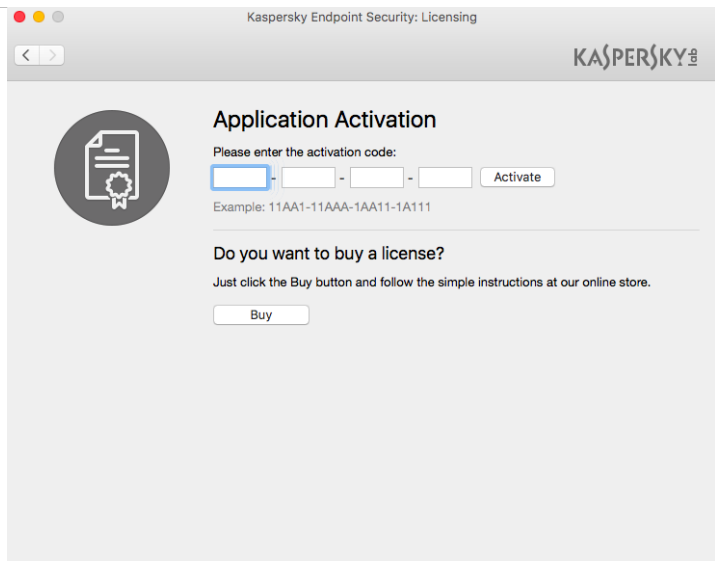 Kaspersky Endpoint Security: Licensing
KASPERSKY lab
Application Activation
Please enter the activation code:
- - - Activate
Example: 11AA1-11AAA-1AA11-1A111
Do you want to buy a license?
Just click the Buy button and follow the simple instructions at our online store.
Buy